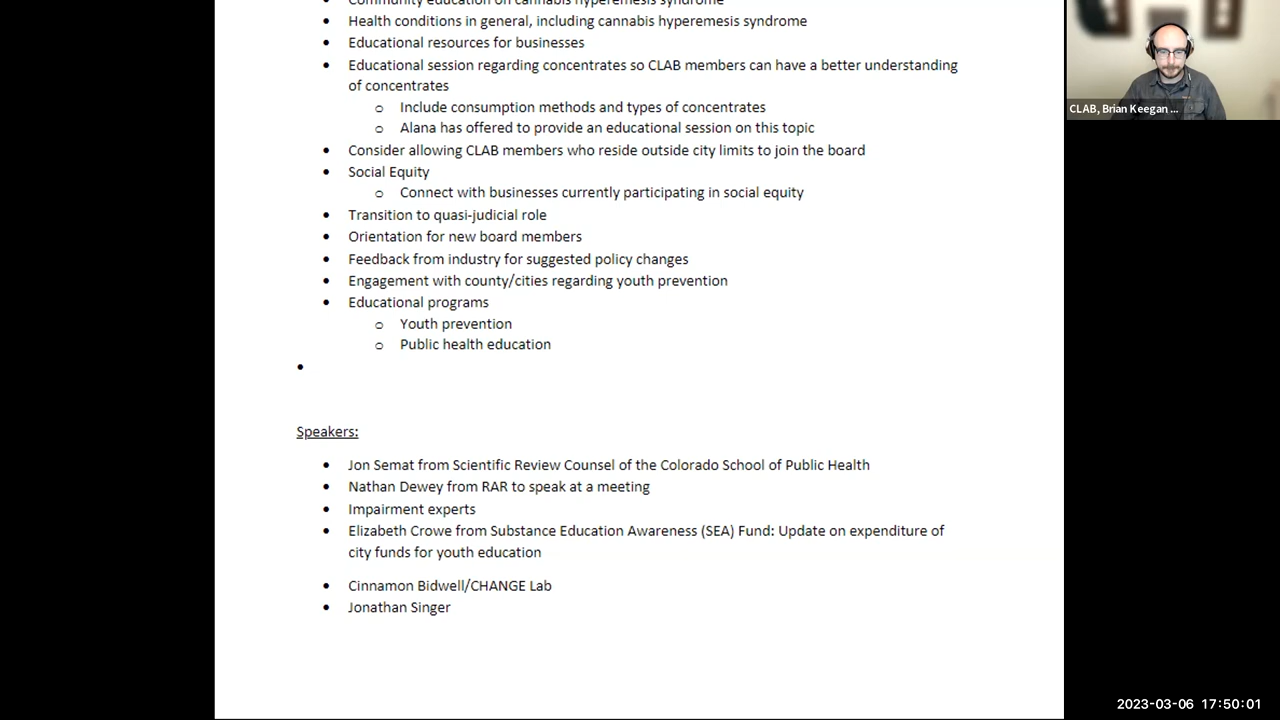 Community education on cannabis hyperemesis syndrome
Health conditions in general, including cannabis hyperemesis syndrome
Educational resources for businesses
Educational session regarding concentrates so CLAB members can have a better understanding
of concentrates
Include consumption methods and types of concentrates
Alana has offered to provide an educational session on this topic
Consider allowing CLAB members who reside outside city limits to join the board
Social Equity
Connect with businesses currently participating in social equity
Transition to quasi-judicial role
Orientation for new board members
Feedback from industry for suggested policy changes
Engagement with county/cities regarding youth prevention
Educational programs
Youth prevention
Public health education
Speakers:
Jon Semat from Scientific Review Counsel of the Colorado School of Public Health
Nathan Dewey from RAR to speak at a meeting
Impairment experts
Elizabeth Crowe from Substance Education Awareness (SEA) Fund: Update on expenditure of
city funds for youth education
Cinnamon Bidwell/CHANGE Lab
Jonathan Singer
CLAB, Brian Keegan ...
2023-03-06 17:50:01